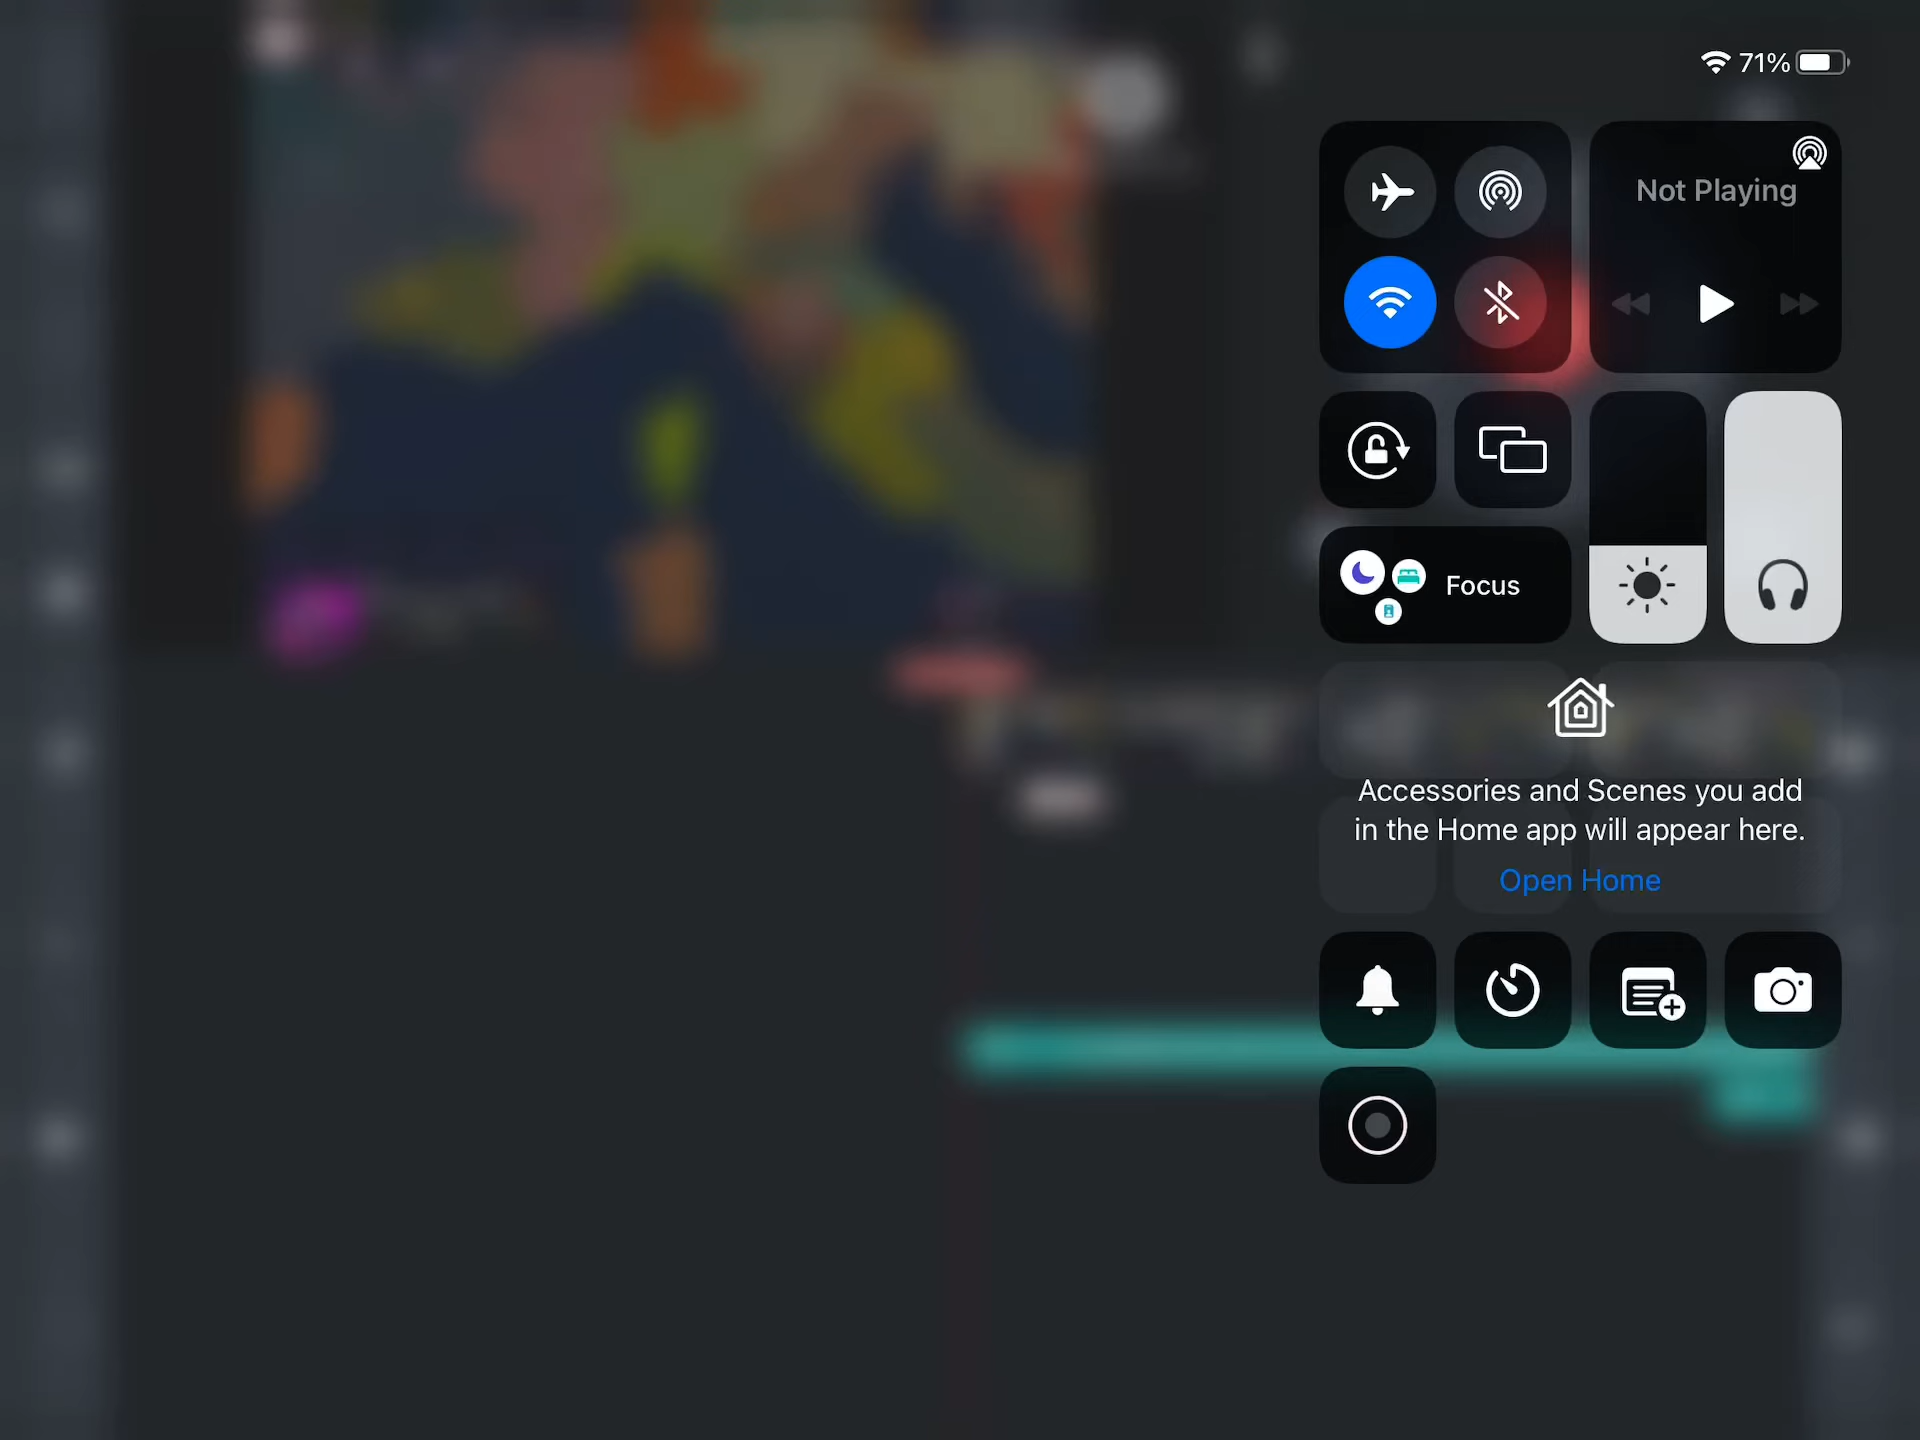 71%
Not Playing
Focus
Accessories and Scenes you add
in the Home app will appear here.
Open Home